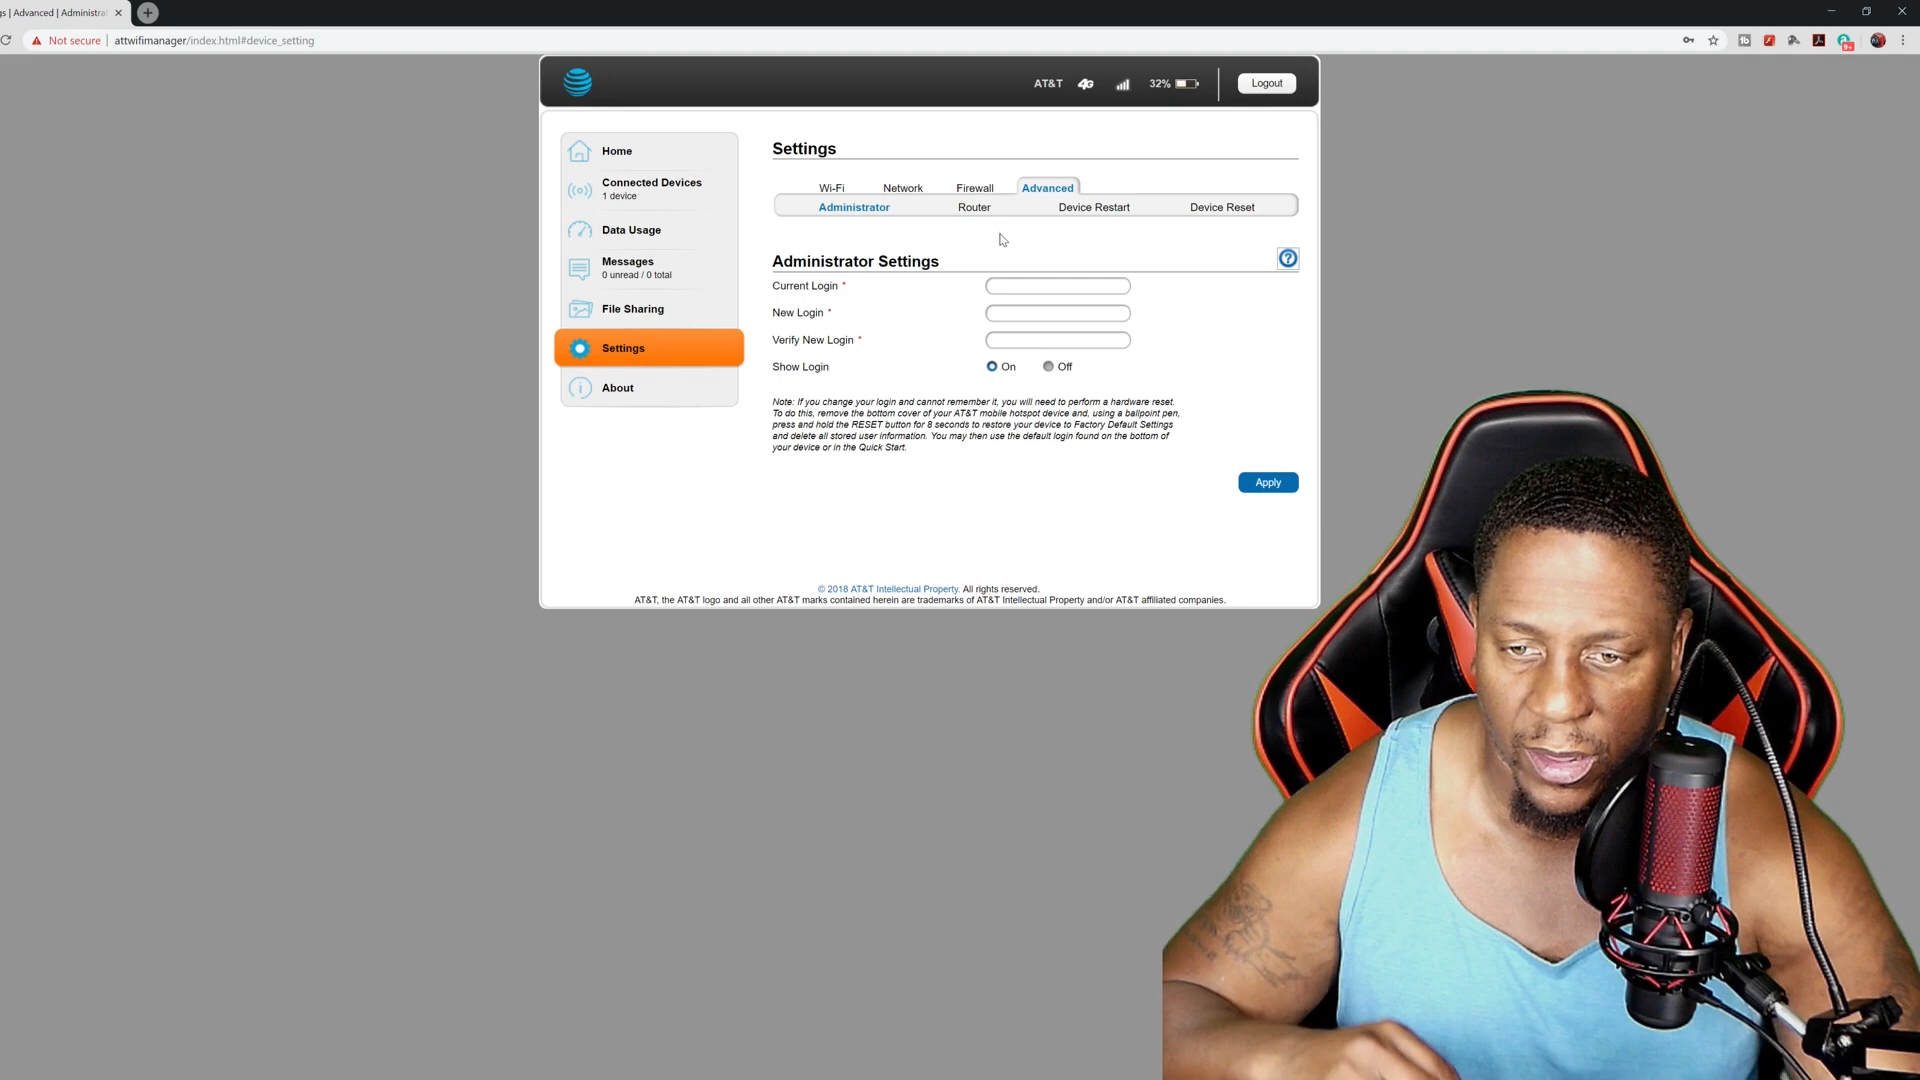 gs | Advanced | Administra
Not secure | attwifimanager/index.html#device_setting
9+
AT&T 4G 32% Logout
Home
Connected Devices
1 device
Data Usage
Messages
0 unread / 0 total
File Sharing
Settings
About
Settings
Wi-Fi Network Firewall Advanced
Administrator Router Device Restart Device Reset
Administrator Settings
Current Login *
New Login *
Verify New Login *
Show Login On Off
Note: If you change your login and cannot remember it, you will need to perform a hardware reset.
To do this, remove the bottom cover of your AT&T mobile hotspot device and, using a ballpoint pen,
press and hold the RESET button for 8 seconds to restore your device to Factory Default Settings
and delete all stored user information. You may then use the default login found on the bottom of
your device or in the Quick Start.
Apply
© 2018 AT&T Intellectual Property. All rights reserved.
AT&T, the AT&T logo and all other AT&T marks contained herein are trademarks of AT&T Intellectual Property and/or AT&T affiliated companies.